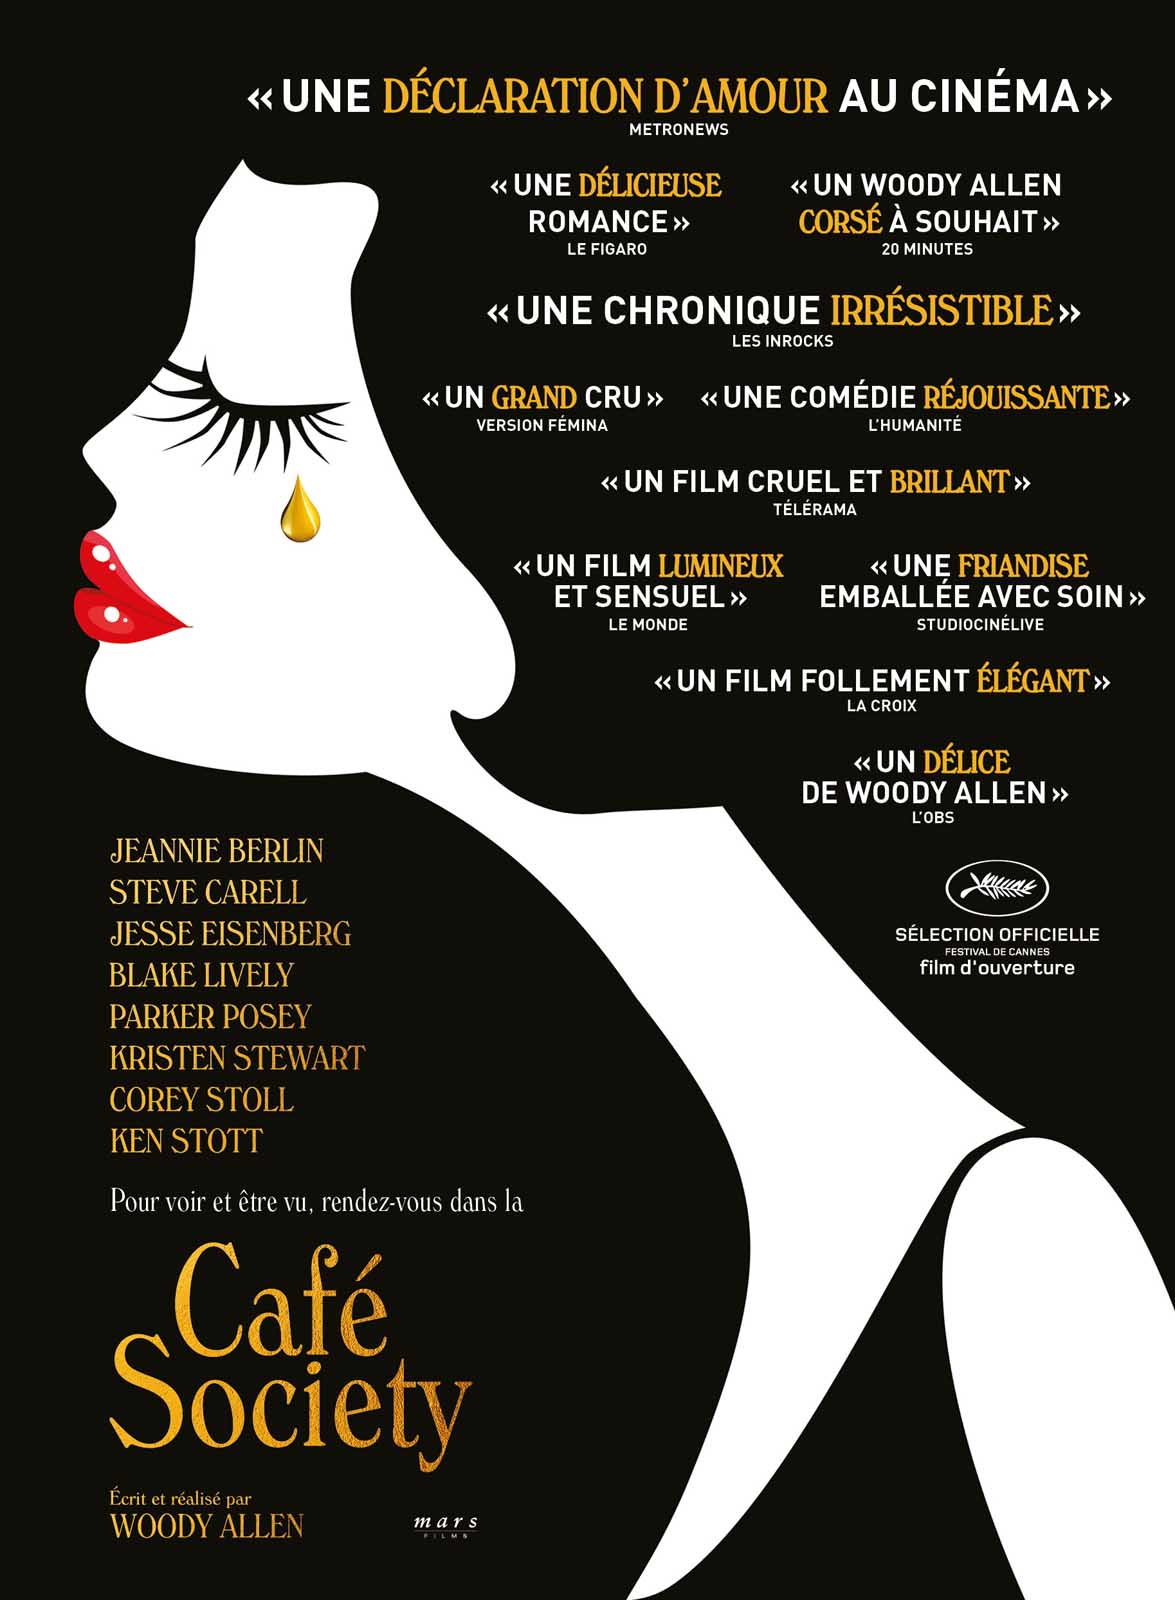 « UNE DÉCLARATION D'AMOUR AU CINÉMA »
METRONEWS
« UNE DÉLICIEUSE
ROMANCE »
LE FIGARO
« UN WOODY ALLEN
CORSÉ À SOUHAIT »
20 MINUTES
« UNE CHRONIQUE IRRÉSISTIBLE »
LES INROCKS
« UN GRAND CRU »
VERSION FÉMINA
« UNE COMÉDIE RÉJOUISSANTE »
L'HUMANITÉ
« UN FILM CRUEL ET BRILLANT »
TÉLÉRAMA
« UN FILM LUMINEUX
ET SENSUEL »
LE MONDE
« UNE FRIANDISE
EMBALLÉE AVEC SOIN »
STUDIOCINÉLIVE
« UN FILM FOLLEMENT ÉLÉGANT »
LA CROIX
« UN DÉLICE
DE WOODY ALLEN »
L'OBS
SÉLECTION OFFICIELLE
FESTIVAL DE CANNES
film d'ouverture
JEANNIE BERLIN
STEVE CARELL
JESSE EISENBERG
BLAKE LIVELY
PARKER POSEY
KRISTEN STEWART
COREY STOLL
KEN STOTT
Pour voir et être vu, rendez-vous dans la
Café
Society
Écrit et réalisé par
WOODY ALLEN
mars
FILMS